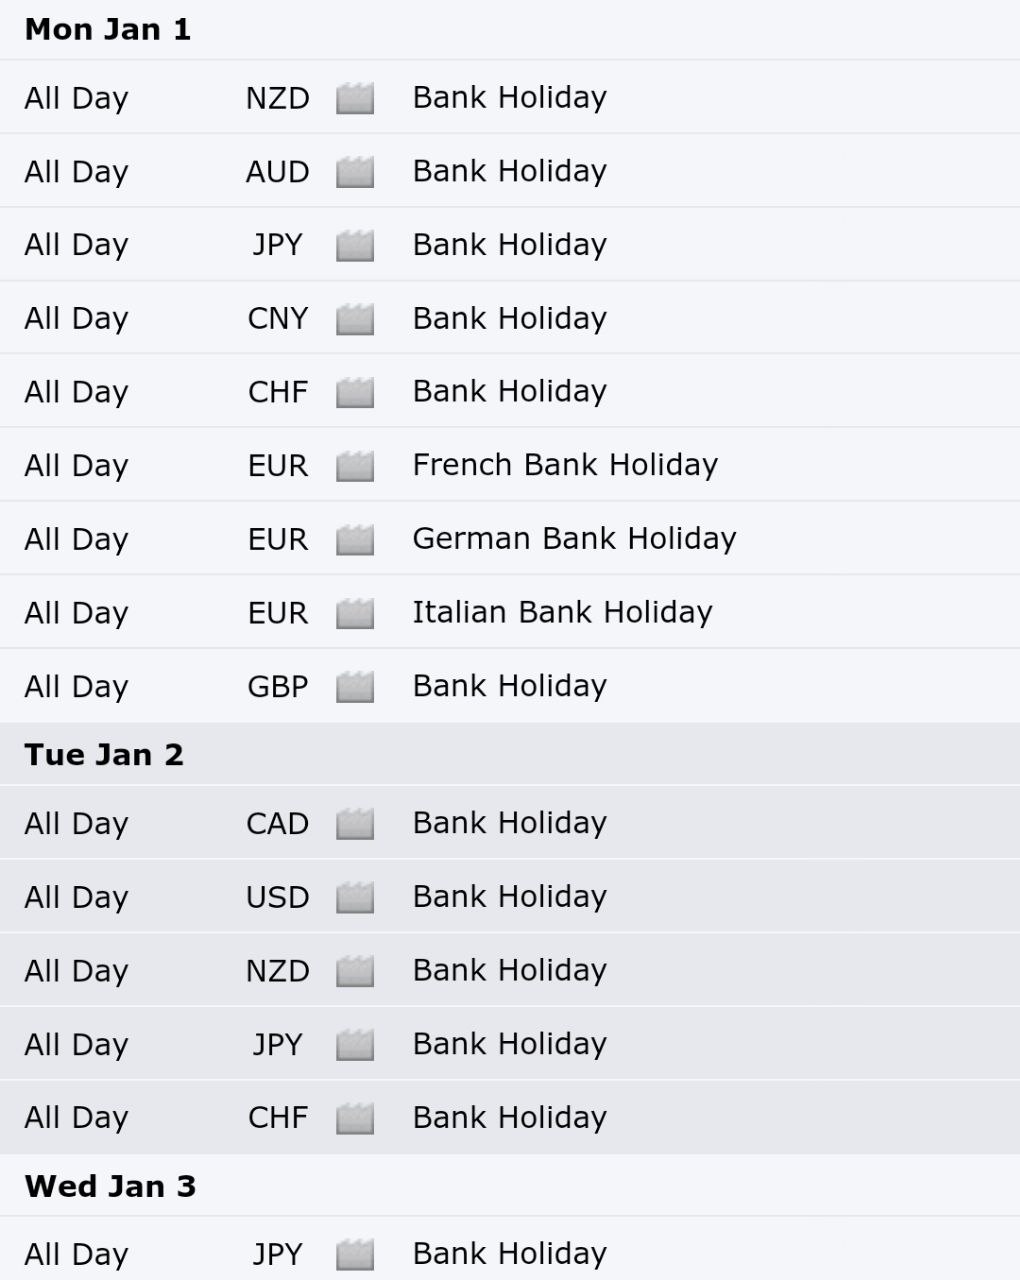 Mon Jan 1
All Day NZD Bank Holiday
All Day AUD Bank Holiday
All Day JPY Bank Holiday
All Day CNY Bank Holiday
All Day CHF Bank Holiday
All Day EUR French Bank Holiday
All Day EUR German Bank Holiday
All Day EUR Italian Bank Holiday
All Day GBP Bank Holiday
Tue Jan 2
All Day CAD Bank Holiday
All Day USD Bank Holiday
All Day NZD Bank Holiday
All Day JPY Bank Holiday
All Day CHF Bank Holiday
Wed Jan 3
All Day JPY Bank Holiday